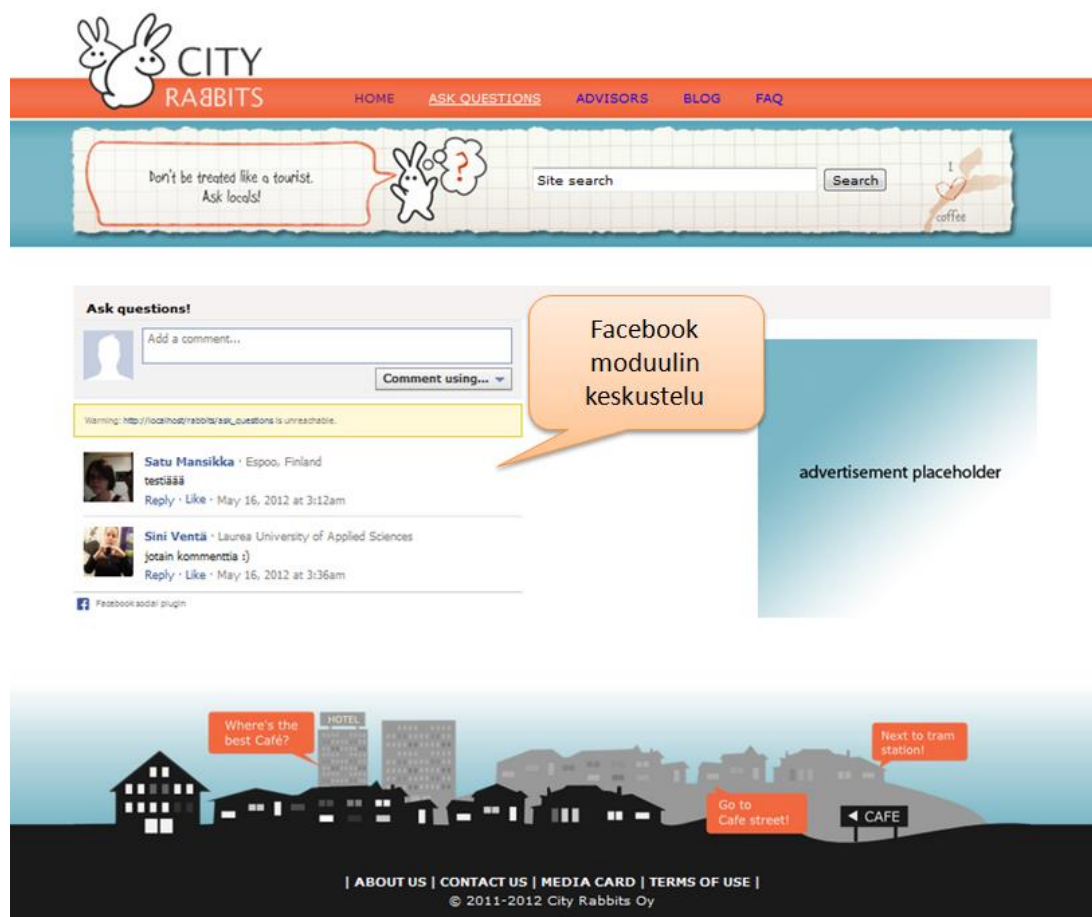 CITY
RABBITS
HOME ASK QUESTIONS ADVISORS BLOG FAQ
Don't be treated like a tourist.
Ask locals!
?
Site search Search
1
coffee
Ask questions!
Add a comment...
Comment using...
Warning: http://localhost/rabbits/ask_questions is unreachable.
Satu Mansikka · Espoo, Finland
testiäää
Reply · Like · May 16, 2012 at 3:12am
Sini Ventä · Laurea University of Applied Sciences
jotain kommenttia :)
Reply · Like · May 16, 2012 at 3:36am
Facebook social plugin
Facebook
moduulin
keskustelu
advertisement placeholder
Where's the
best Café?
HOTEL
Next to tram
station!
Go to
Cafe street!
CAFE
| ABOUT US | CONTACT US | MEDIA CARD | TERMS OF USE |
© 2011-2012 City Rabbits Oy